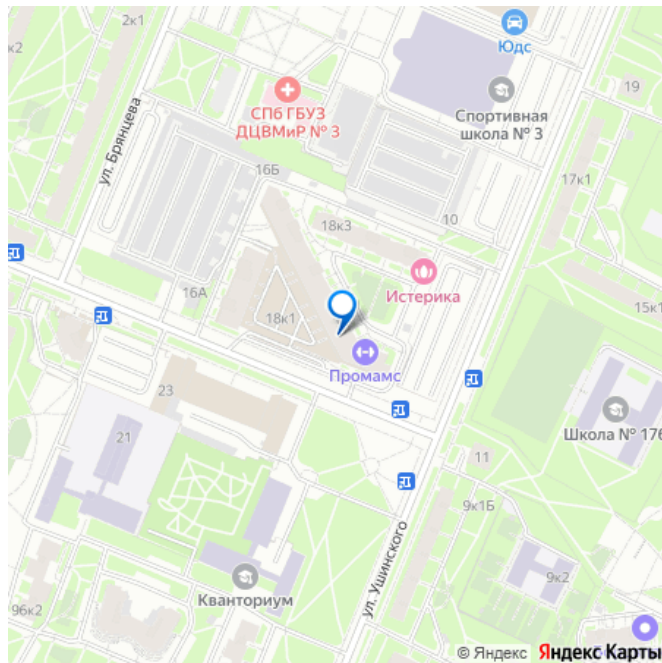 2к1
к2
Юдс
ул. Брянцева
СПб ГБУЗ
ДЦВМиР № 3
Спортивная
школа № 3
19
17к1
16Б
10
18к3
Истерика
16А
18к1
15к1
Промамс
23
21
Школа № 176
11
9к1Б
ул. Ушинского
9к2
Кванториум
96к2
© Яндекс
Яндекс Карты